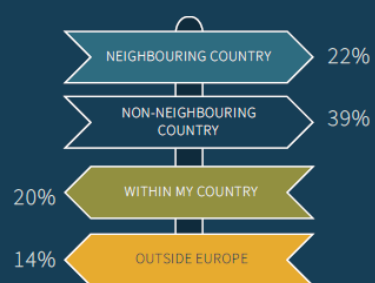 NEIGHBOURING COUNTRY 22%
NON-NEIGHBOURING
COUNTRY
39%
20% WITHIN MY COUNTRY
14% OUTSIDE EUROPE